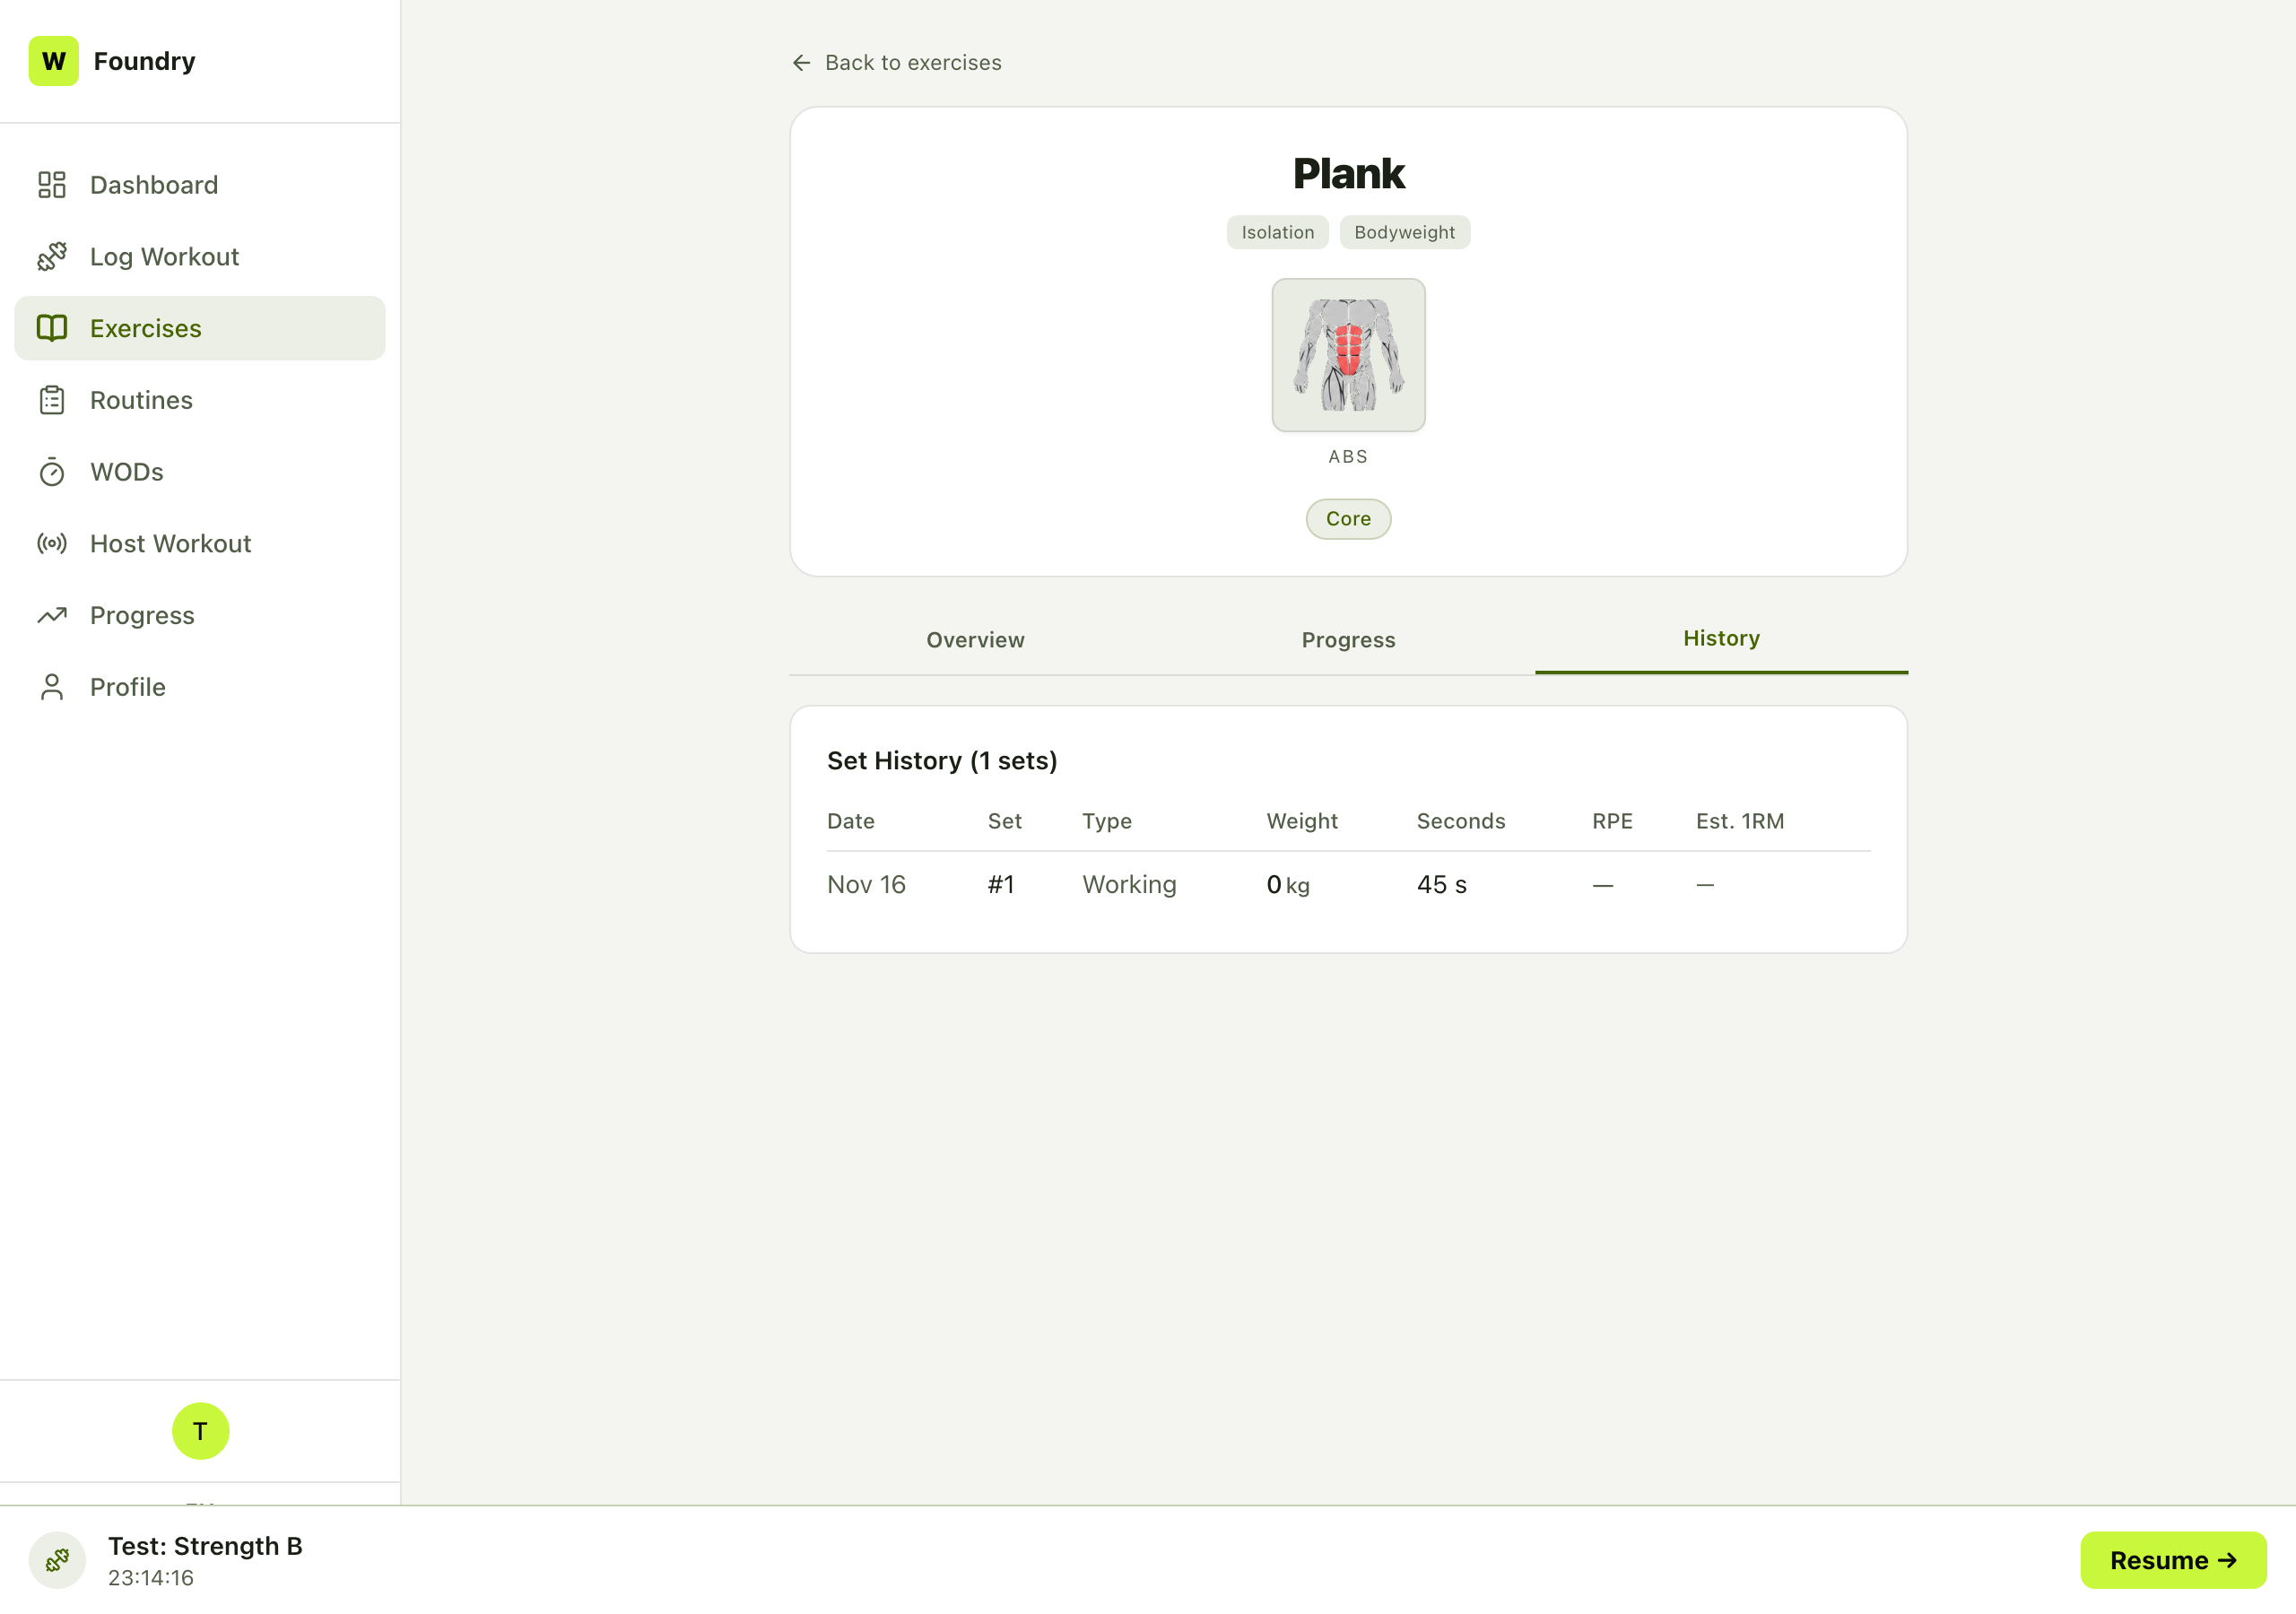 W Foundry
Dashboard
Log Workout
Exercises
Routines
WODs
Host Workout
Progress
Profile
T
Back to exercises
Plank
Isolation Bodyweight
ABS
Core
Overview Progress History
Set History (1 sets)
Date Set Type Weight Seconds RPE Est. 1RM
Nov 16 #1 Working 0 kg 45 s — —
Test: Strength B
23:14:16
Resume →